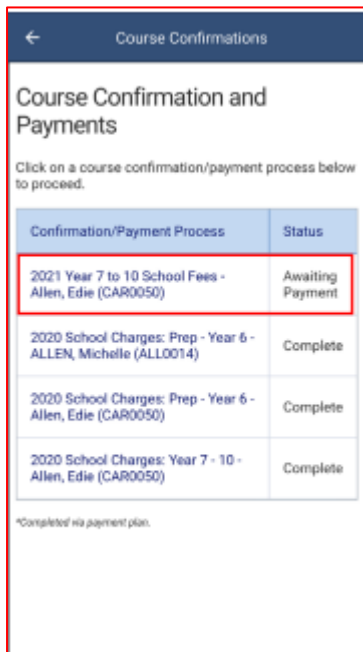 Course Confirmations
Course Confirmation and
Payments
Click on a course confirmation/payment process below
to proceed.
Confirmation/Payment Process Status
2021 Year 7 to 10 School Fees - Awaiting
Allen, Edie (CAR0050) Payment
2020 School Charges: Prep - Year 6 -
ALLEN, Michelle (ALL0014) Complete
2020 School Charges: Prep - Year 6 -
Allen, Edie (CAR0050) Complete
2020 School Charges: Year 7 - 10 -
Allen, Edie (CAR0050) Complete
*Completed via payment plan.